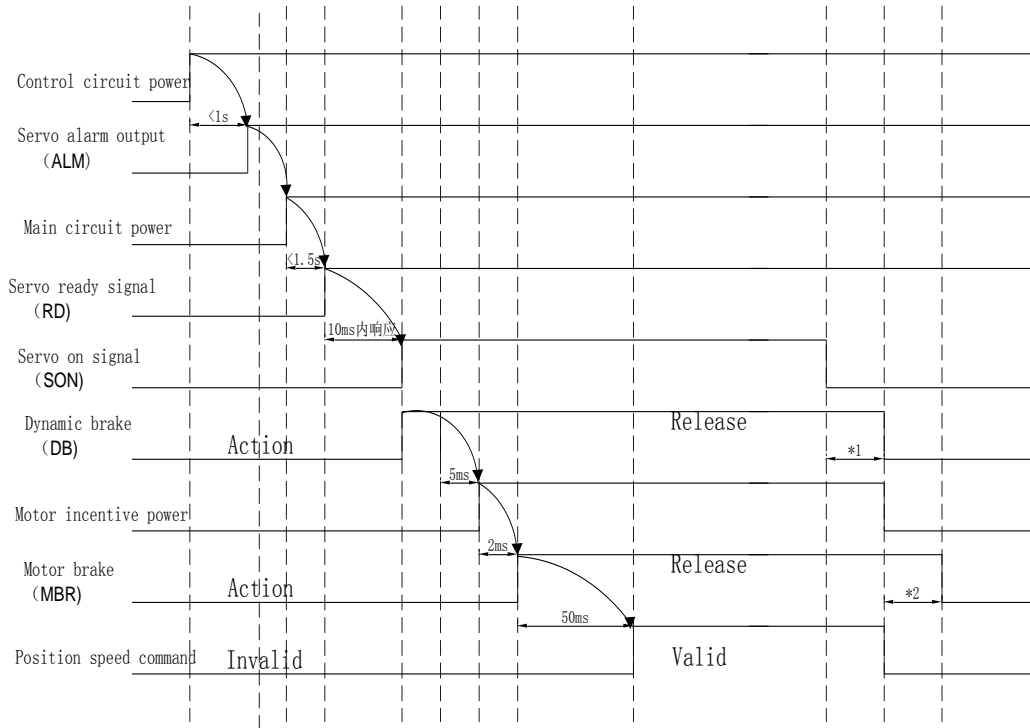 Control circuit power
<1s
Servo alarm output
（ALM)
Main circuit power
<1.5s
Servo ready signal
（RD)
10ms内响应
Servo on signal
（SON)
Dynamic brake
（DB)
Action
Release
*1
5ms
Motor incentive power
2ms
Motor brake
（MBR)
Action
Release
*2
50ms
Position speed command
Invalid
Valid